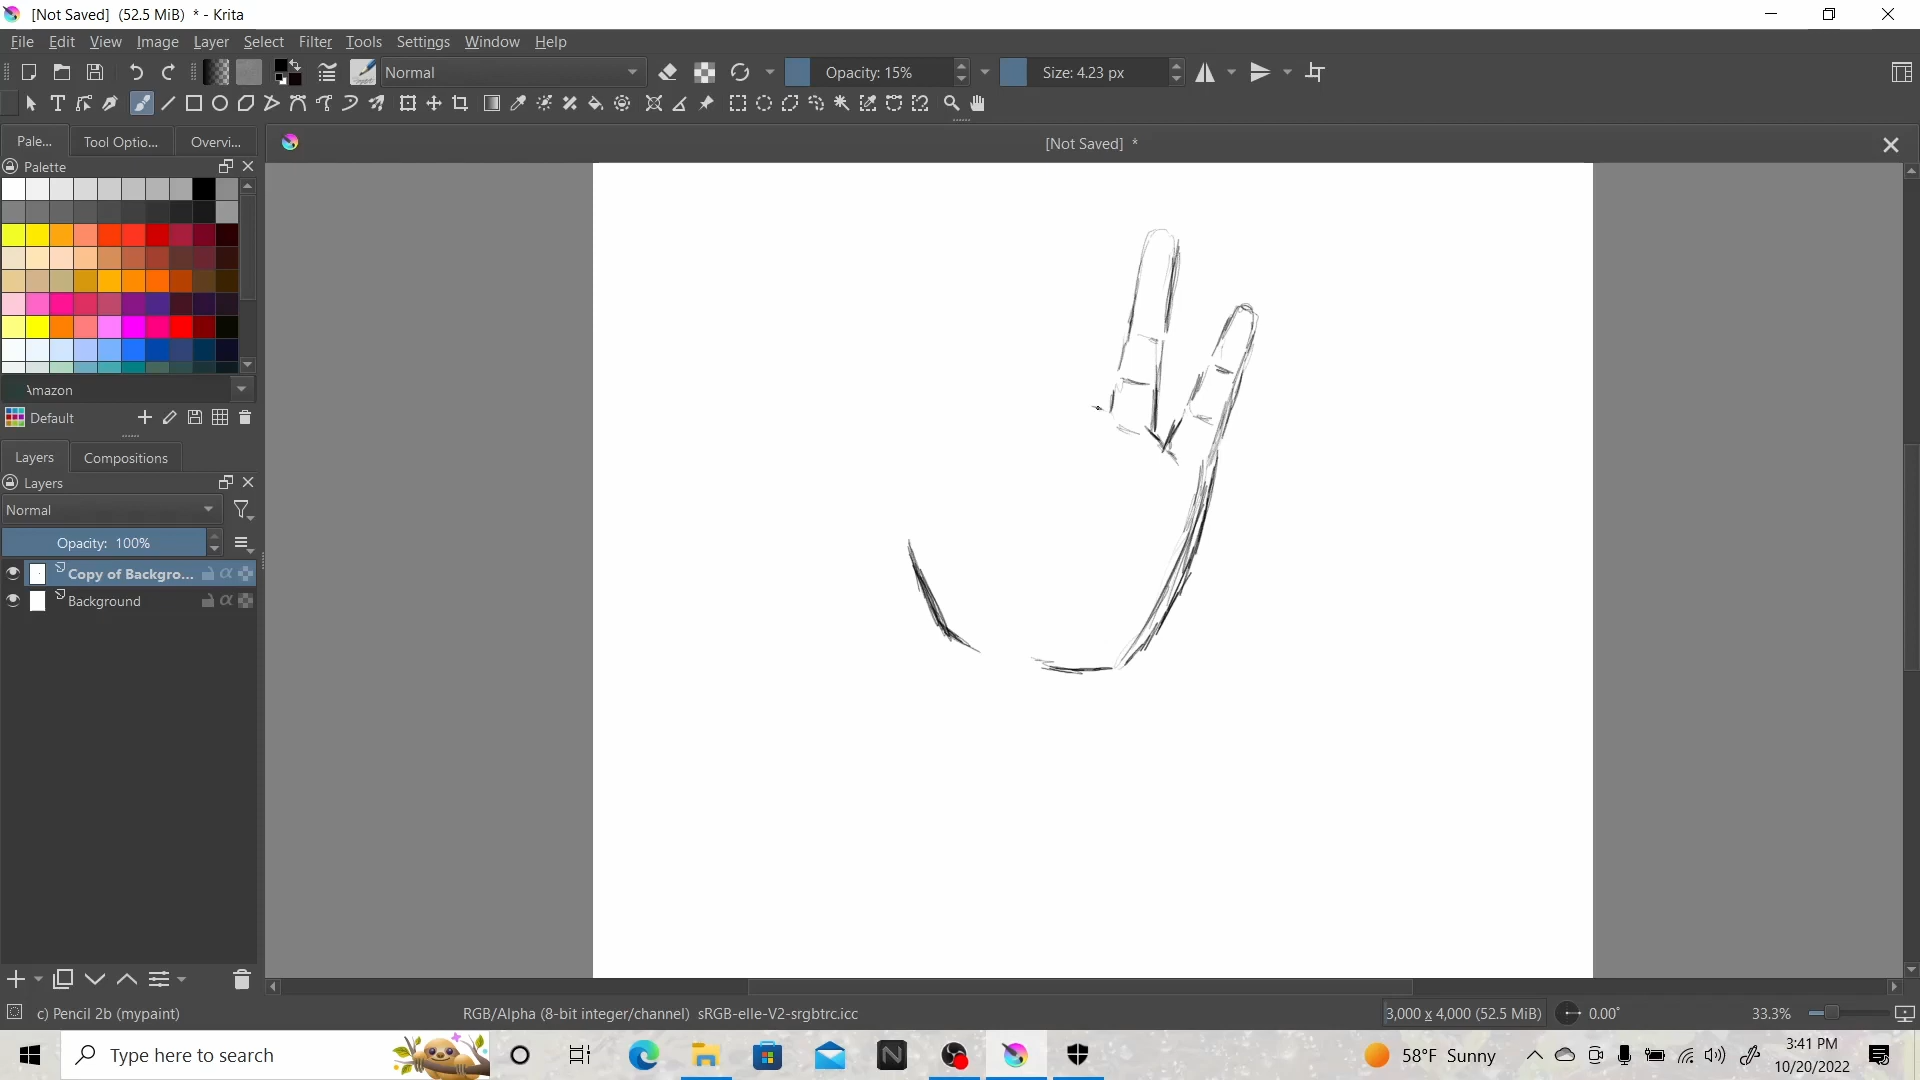 [Not Saved]  (52.5 MiB)  * - Krita
File Edit View Image Layer Select Filter Tools Settings Window Help
Normal Opacity: 15% Size: 4.23 px
Pale... Tool Optio... Overvi...
[Not Saved]  *
Palette
Amazon
Default
Layers Compositions
Layers
Normal
Opacity:  100%
Copy of Backgro...
Background
c) Pencil 2b (mypaint) RGB/Alpha (8-bit integer/channel)  sRGB-elle-V2-srgbtrc.icc 3,000 x 4,000 (52.5 MiB) 0.00° 33.3%
Type here to search 58°F  Sunny 3:41 PM
10/20/2022